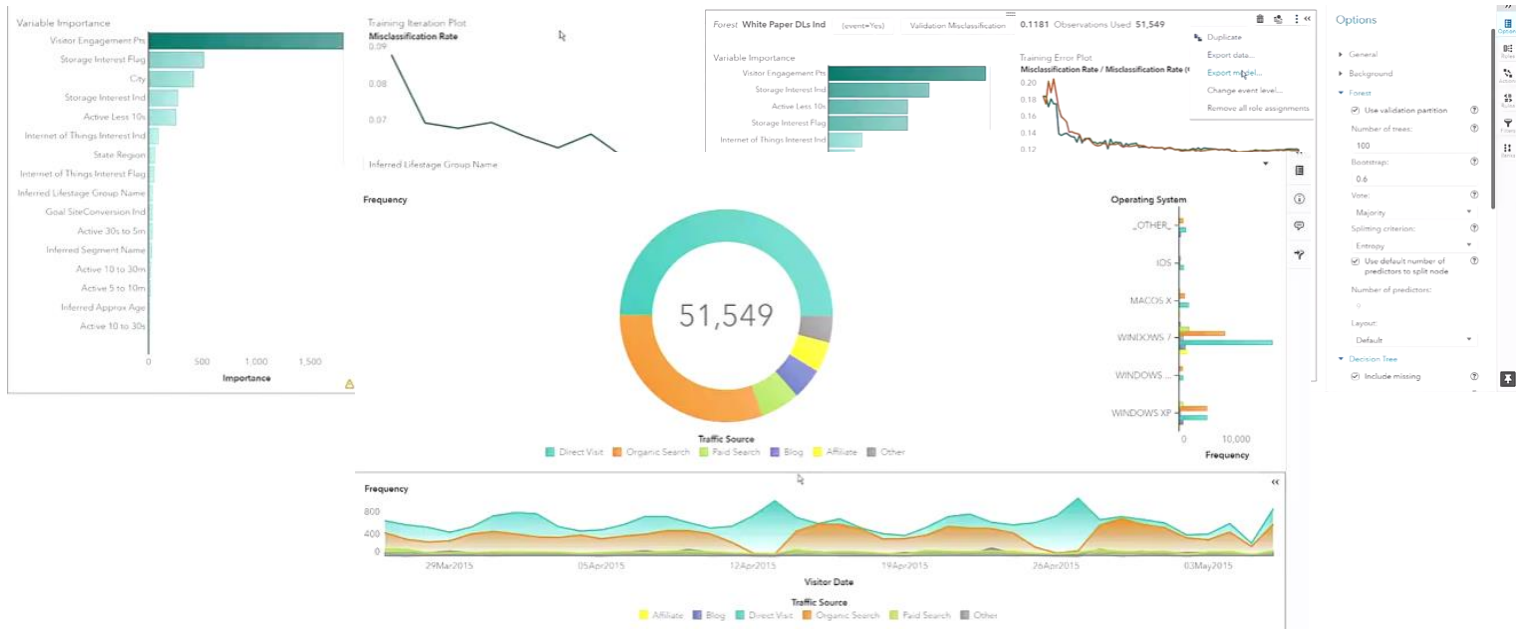 Variable Importance
Visitor Engagement Pts
Storage Interest Flag
City
Storage Interest Ind
Active Less 10s
Internet of Things Interest Ind
State Region
Internet of Things Interest Flag
Inferred Lifestage Group Name
Goal SiteConversion Ind
Active 30s to 5m
Inferred Segment Name
Active 10 to 30m
Active 5 to 10m
Inferred Approx Age
Active 10 to 30s
0 500 1,000 1,500
Importance
Training Iteration Plot
Misclassification Rate
0.09
0.08
0.07
Forest White Paper DLs Ind (event=Yes) Validation Misclassification 0.1181 Observations Used 51,549
Variable Importance
Visitor Engagement Pts
Storage Interest Ind
Active Less 10s
Storage Interest Flag
Internet of Things Interest Ind
Training Error Plot
Misclassification Rate / Misclassification Rate (
0.20
0.18
0.16
0.14
0.12
Duplicate
Export data...
Export model...
Change event level...
Remove all role assignments
Options
General
Background
Forest
Use validation partition
Number of trees:
100
Bootstrap:
0.6
Vote:
Majority
Splitting criterion:
Entropy
Use default number of
predictors to split node
Number of predictors:
0
Layout:
Default
Decision Tree
Include missing
Inferred Lifestage Group Name
Frequency
51,549
Traffic Source
Direct Visit Organic Search Paid Search Blog Affiliate Other
Operating System
_OTHER_
iOS
MACOS X
WINDOWS 7
WINDOWS ...
WINDOWS XP
0 10,000
Frequency
Frequency
800
400
0
29Mar2015 05Apr2015 12Apr2015 19Apr2015 26Apr2015 03May2015
Visitor Date
Traffic Source
Affiliate Blog Direct Visit Organic Search Paid Search Other